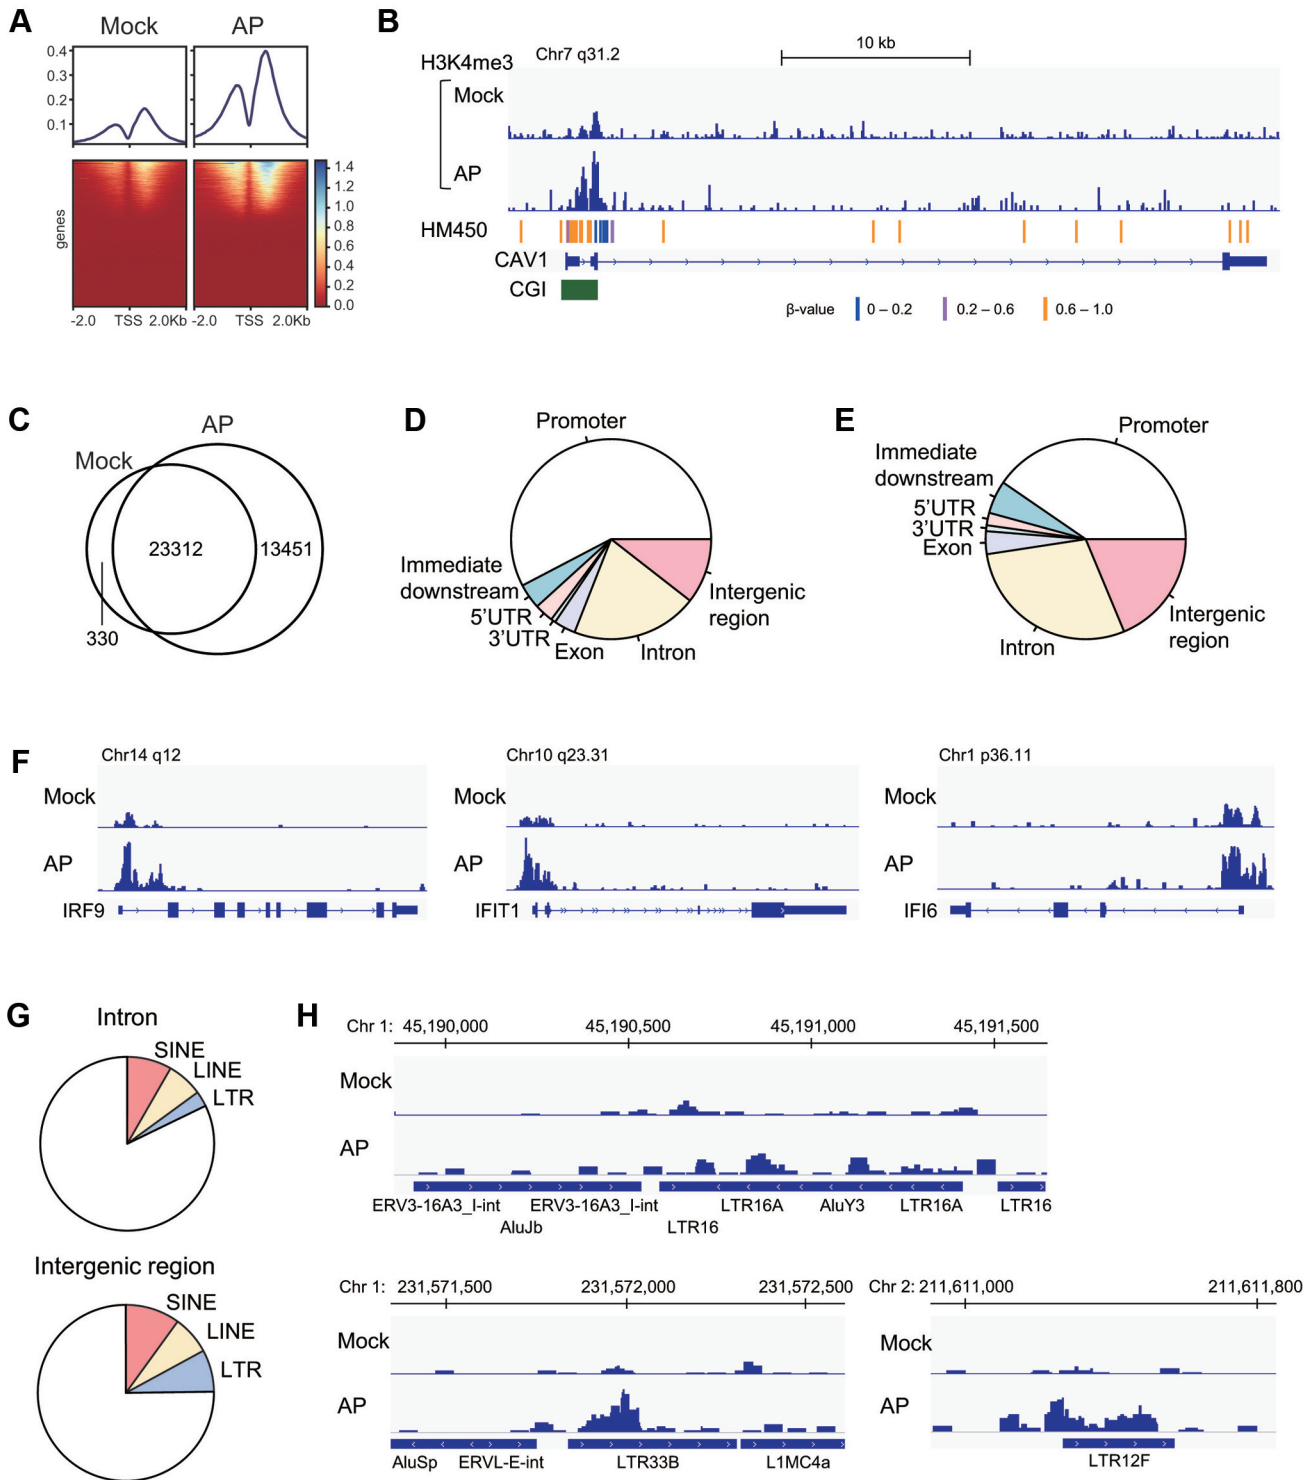 A
Mock
AP
0.4
0.3
0.2
0.1
genes
1.4
1.2
1.0
0.8
0.6
0.4
0.2
0.0
-2.0 TSS 2.0Kb
-2.0 TSS 2.0Kb
B
Chr7 q31.2
10 kb
H3K4me3
Mock
AP
HM450
CAV1
CGI
β-value 0 – 0.2 0.2 – 0.6 0.6 – 1.0
C
AP
Mock
23312
13451
330
D
Promoter
Immediate
downstream
5’UTR
3’UTR
Exon
Intron
Intergenic
region
E
Promoter
Immediate
downstream
5’UTR
3’UTR
Exon
Intron
Intergenic
region
F
Chr14 q12
Mock
AP
IRF9
Chr10 q23.31
Mock
AP
IFIT1
Chr1 p36.11
Mock
AP
IFI6
G
Intron
SINE
LINE
LTR
Intergenic region
SINE
LINE
LTR
H
Chr 1: 45,190,000 45,190,500 45,191,000 45,191,500
Mock
AP
ERV3-16A3_I-int ERV3-16A3_I-int LTR16A AluY3 LTR16A LTR16
AluJb LTR16
Chr 1: 231,571,500 231,572,000 231,572,500
Mock
AP
AluSp ERVL-E-int LTR33B L1MC4a
Chr 2: 211,611,000 211,611,800
Mock
AP
LTR12F